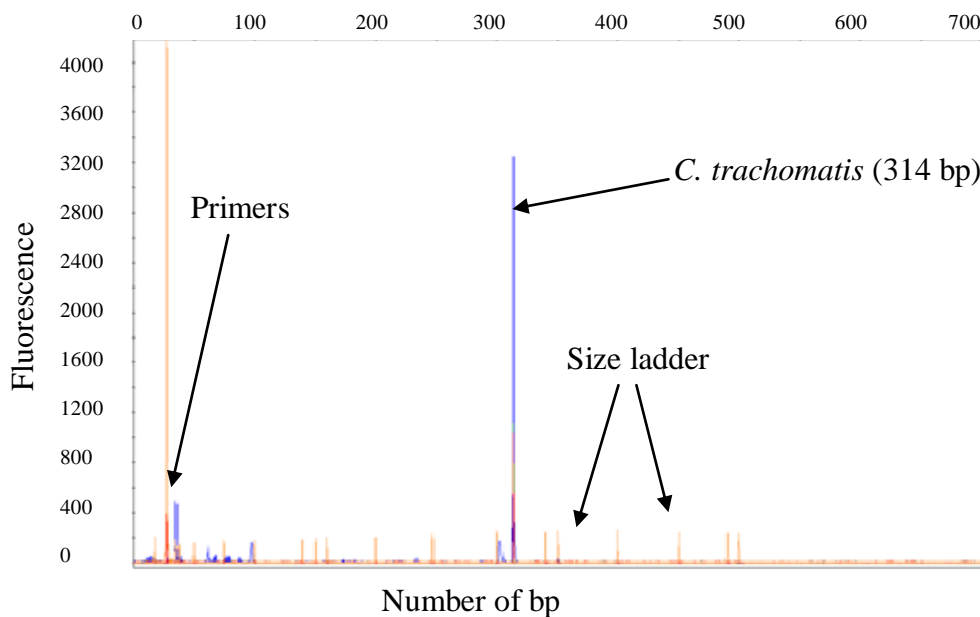 0 100 200 300 400 500 600 700
4000
3600
3200
2800
2400
2000
1600
1200
800
400
0
Fluorescence
Primers
C. trachomatis (314 bp)
Size ladder
Number of bp